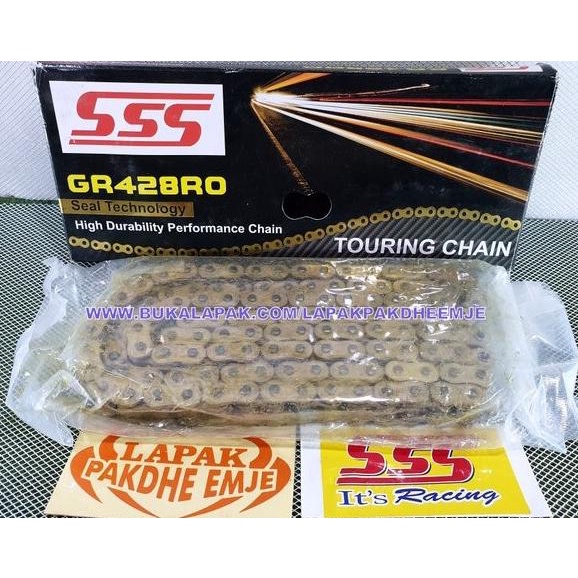 SSS
GR428RO
Seal Technology
High Durability Performance Chain
TOURING CHAIN
WWW.BUKALAPAK.COM/LAPAKPAKDHEEMJE
LAPAK
PAKDHE EMJE
SSS
It's Racing